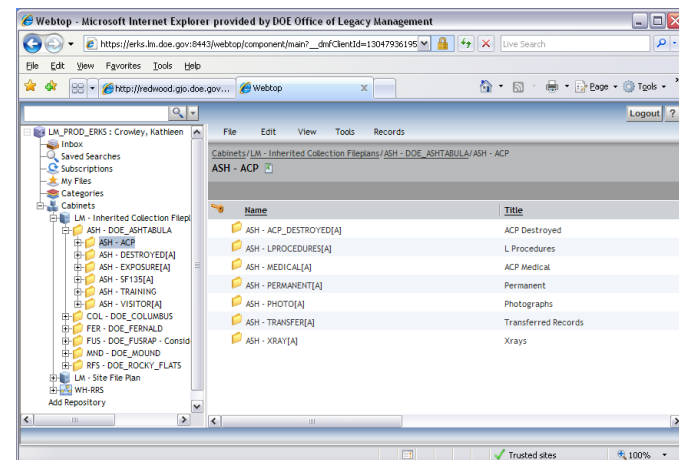 Webtop - Microsoft Internet Explorer provided by DOE Office of Legacy Management
https://erks.lm.doe.gov:8443/webtop/component/main?__dmfClientId=13047936195
Live Search
File Edit View Favorites Tools Help
http://redwood.gjo.doe.gov... Webtop Page Tools
Logout ?
LM_PROD_ERKS : Crowley, Kathleen
Inbox
Saved Searches
Subscriptions
My Files
Categories
Cabinets
LM - Inherited Collection Filepl
ASH - DOE_ASHTABULA
ASH - ACP
ASH - DESTROYED[A]
ASH - EXPOSURE[A]
ASH - SF135[A]
ASH - TRAINING
ASH - VISITOR[A]
COL - DOE_COLUMBUS
FER - DOE_FERNALD
FUS - DOE_FUSRAP - Consid
MND - DOE_MOUND
RFS - DOE_ROCKY_FLATS
LM - Site File Plan
WH-RRS
Add Repository
File Edit View Tools Records
Cabinets/LM - Inherited Collection Fileplans/ASH - DOE_ASHTABULA/ASH - ACP
ASH - ACP
Name Title
ASH - ACP_DESTROYED[A] ACP Destroyed
ASH - LPROCEDURES[A] L Procedures
ASH - MEDICAL[A] ACP Medical
ASH - PERMANENT[A] Permanent
ASH - PHOTO[A] Photographs
ASH - TRANSFER[A] Transferred Records
ASH - XRAY[A] Xrays
Trusted sites 100%